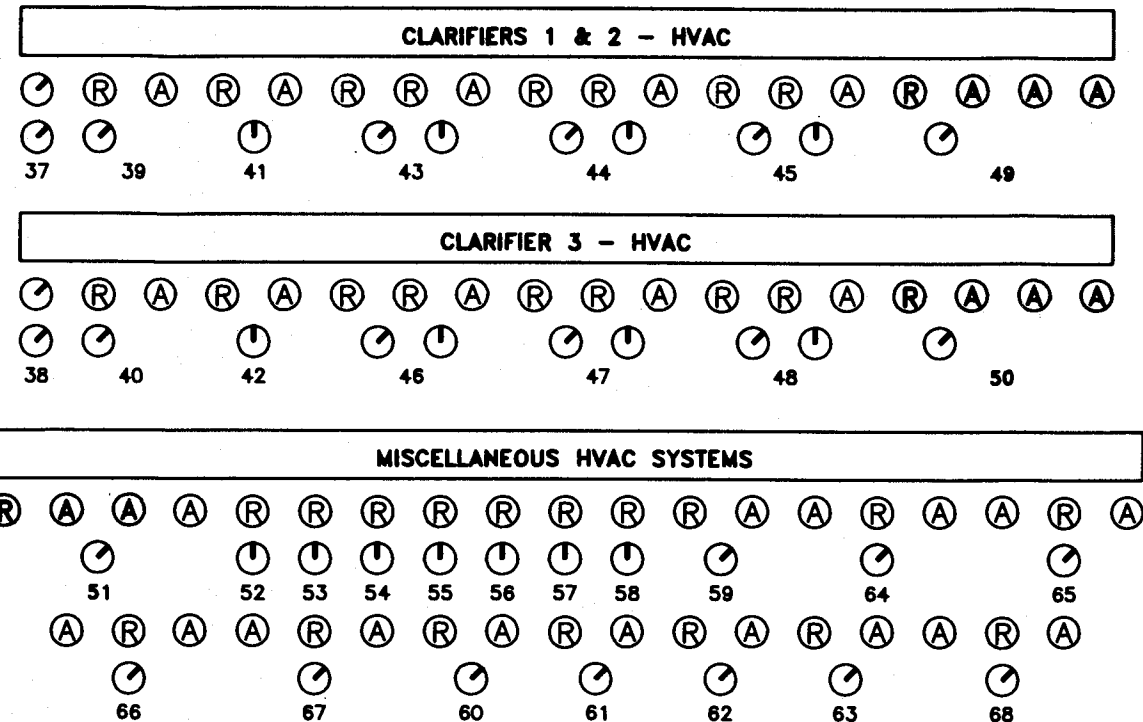 CLARIFIERS 1 & 2 – HVAC
R A R A R R A R R A R R A R A A A
37 39 41 43 44 45 49
CLARIFIER 3 – HVAC
R A R A R R A R R A R R A R A A A
38 40 42 46 47 48 50
MISCELLANEOUS HVAC SYSTEMS
R A A A R R R R R R R R A A R A A R A
51 52 53 54 55 56 57 58 59 64 65
A R A A R A R A R A R A R A A R A
66 67 60 61 62 63 68